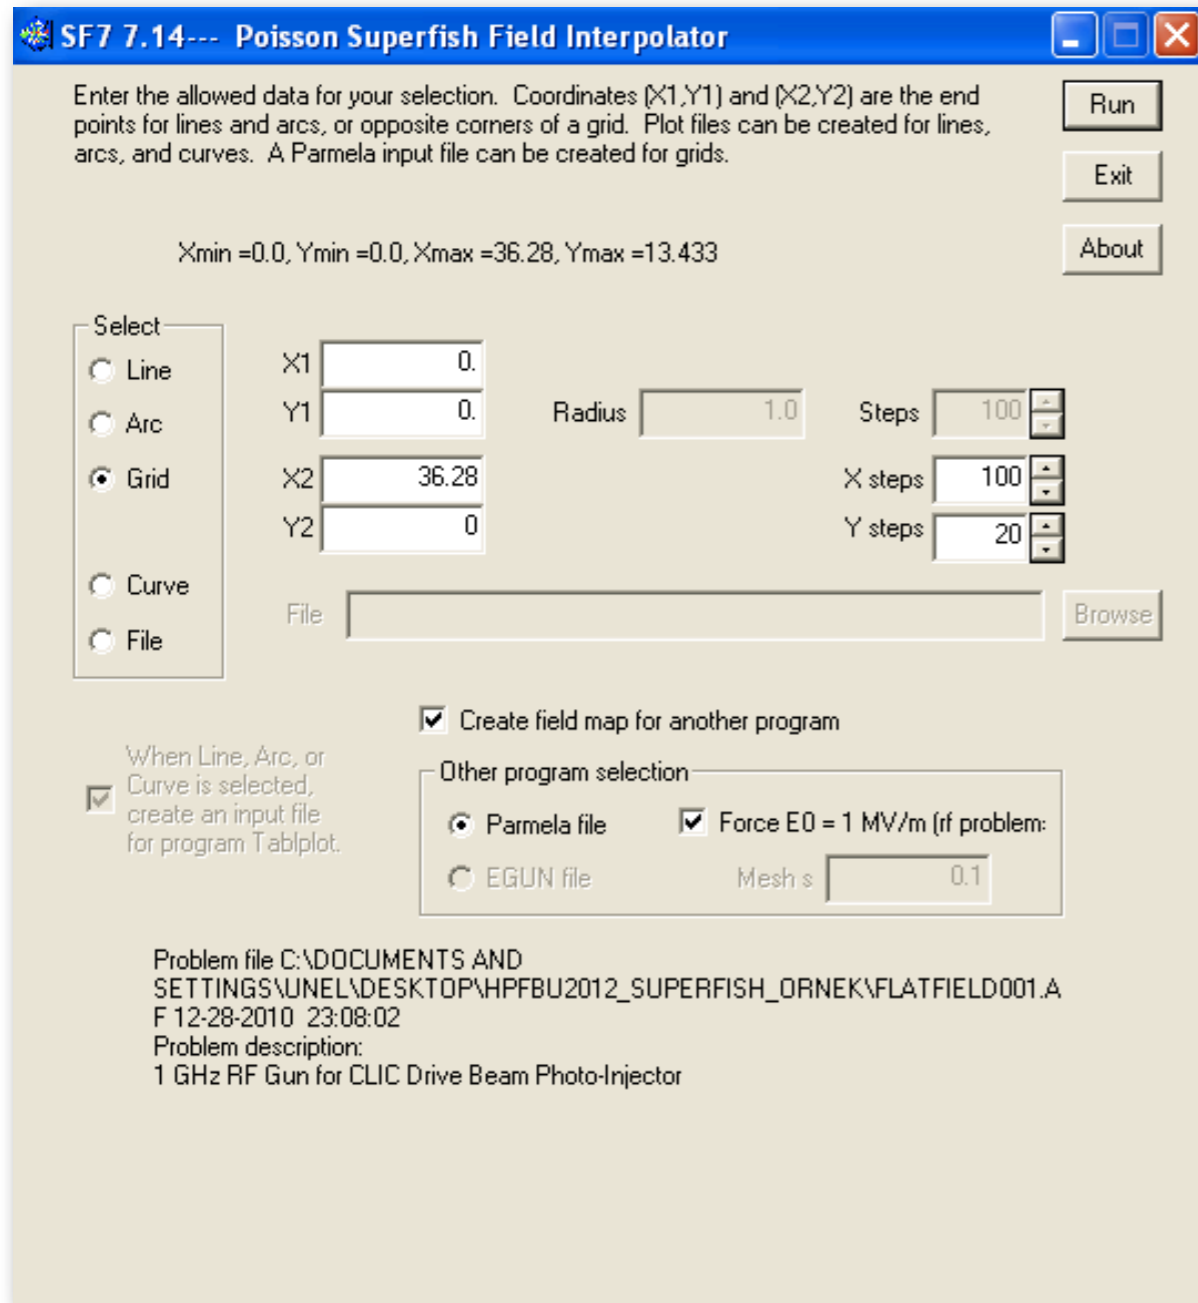 SF7 7.14--- Poisson Superfish Field Interpolator
Enter the allowed data for your selection. Coordinates (X1,Y1) and (X2,Y2) are the end
points for lines and arcs, or opposite corners of a grid. Plot files can be created for lines,
arcs, and curves. A Parmela input file can be created for grids.
Run
Exit
About
Xmin =0.0, Ymin =0.0, Xmax =36.28, Ymax =13.433
Select
Line
Arc
Grid
Curve
File
X1 0.
Y1 0.
Radius 1.0
Steps 100
X2 36.28
X steps 100
Y2 0
Y steps 20
File
Browse
Create field map for another program
When Line, Arc, or
Curve is selected,
create an input file
for program Tablplot.
Other program selection
Parmela file
Force E0 = 1 MV/m (rf problem:
EGUN file
Mesh s 0.1
Problem file C:\DOCUMENTS AND
SETTINGS\UNEL\DESKTOP\HPFBU2012_SUPERFISH_ORNEK\FLATFIELD001.A
F 12-28-2010 23:08:02
Problem description:
1 GHz RF Gun for CLIC Drive Beam Photo-Injector